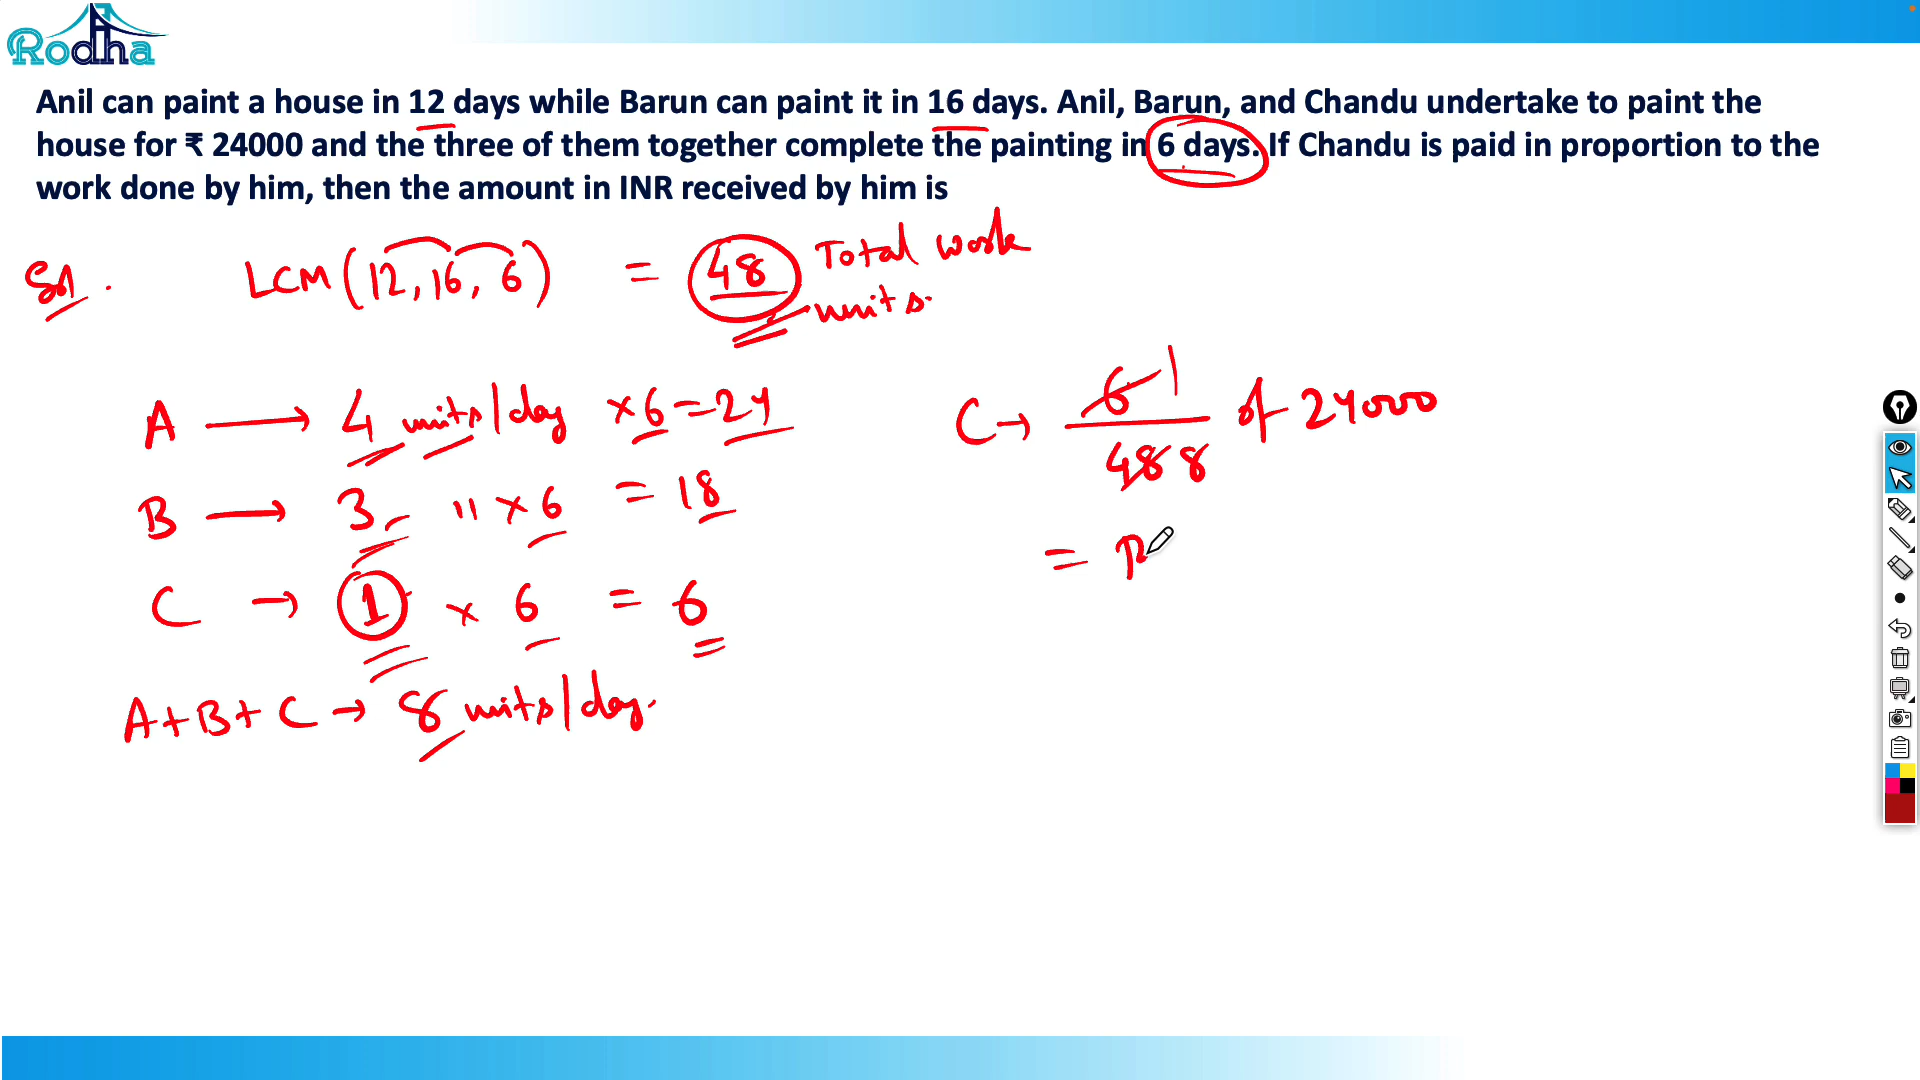 Rodha
Anil can paint a house in 12 days while Barun can paint it in 16 days. Anil, Barun, and Chandu undertake to paint the
house for ₹ 24000 and the three of them together complete the painting in 6 days. If Chandu is paid in proportion to the
work done by him, then the amount in INR received by him is
Sol. LCM (12, 16, 6) = 48 Total work
units.
A → 4 units/day × 6 = 24
B → 3 " × 6 = 18
C → 1 × 6 = 6
A + B + C → 8 units/day.
C → 6 1
48 8 of 24000
=